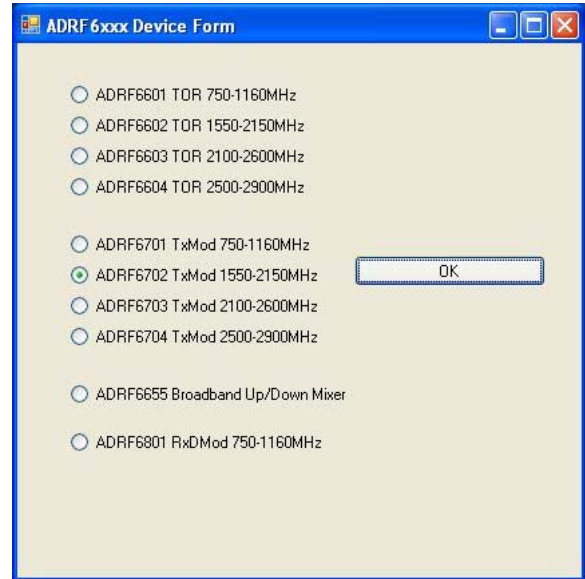 ADRF6xxx Device Form
ADRF6601 TOR 750-1160MHz
ADRF6602 TOR 1550-2150MHz
ADRF6603 TOR 2100-2600MHz
ADRF6604 TOR 2500-2900MHz
ADRF6701 TxMod 750-1160MHz
ADRF6702 TxMod 1550-2150MHz
OK
ADRF6703 TxMod 2100-2600MHz
ADRF6704 TxMod 2500-2900MHz
ADRF6655 Broadband Up/Down Mixer
ADRF6801 RxDMod 750-1160MHz